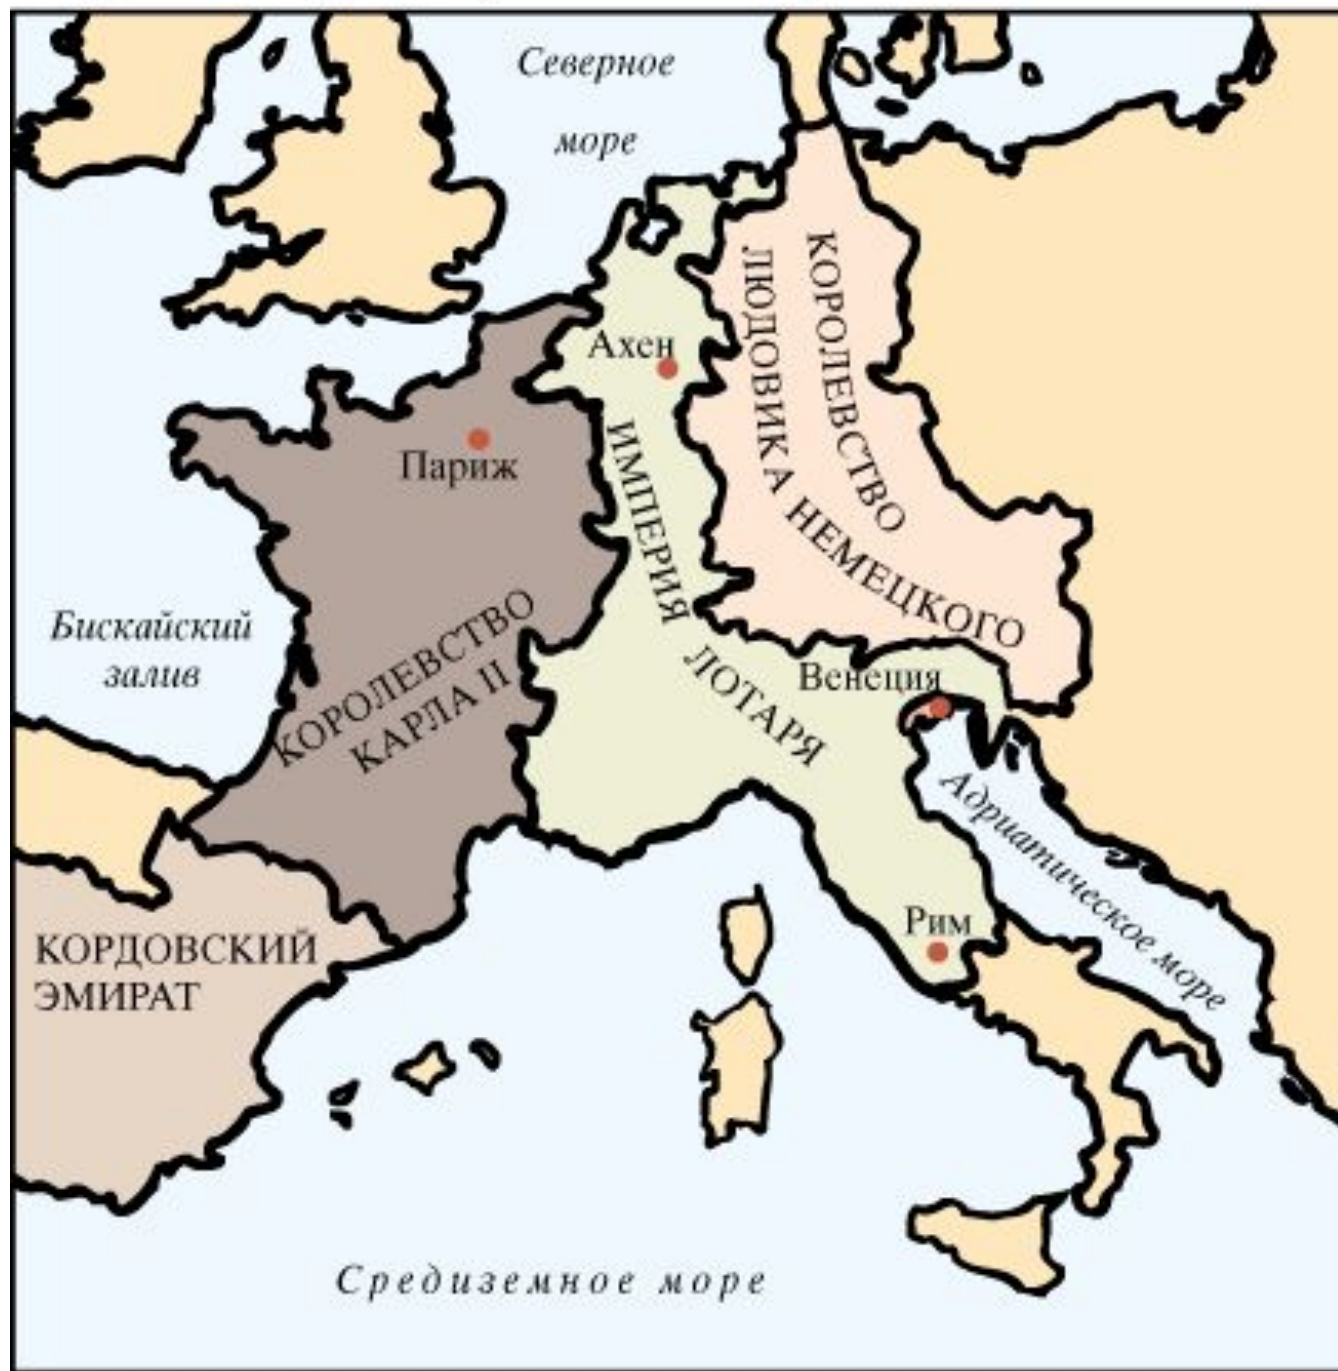 Северное
море
КОРОЛЕВСТВО
ЛЮДОВИКА НЕМЕЦКОГО
Ахен
Париж
ИМПЕРИЯ
ЛОТАРЯ
Бискайский
залив
КОРОЛЕВСТВО
КАРЛА II
Венеция
Адриатическое море
Рим
КОРДОВСКИЙ
ЭМИРАТ
Средиземное море